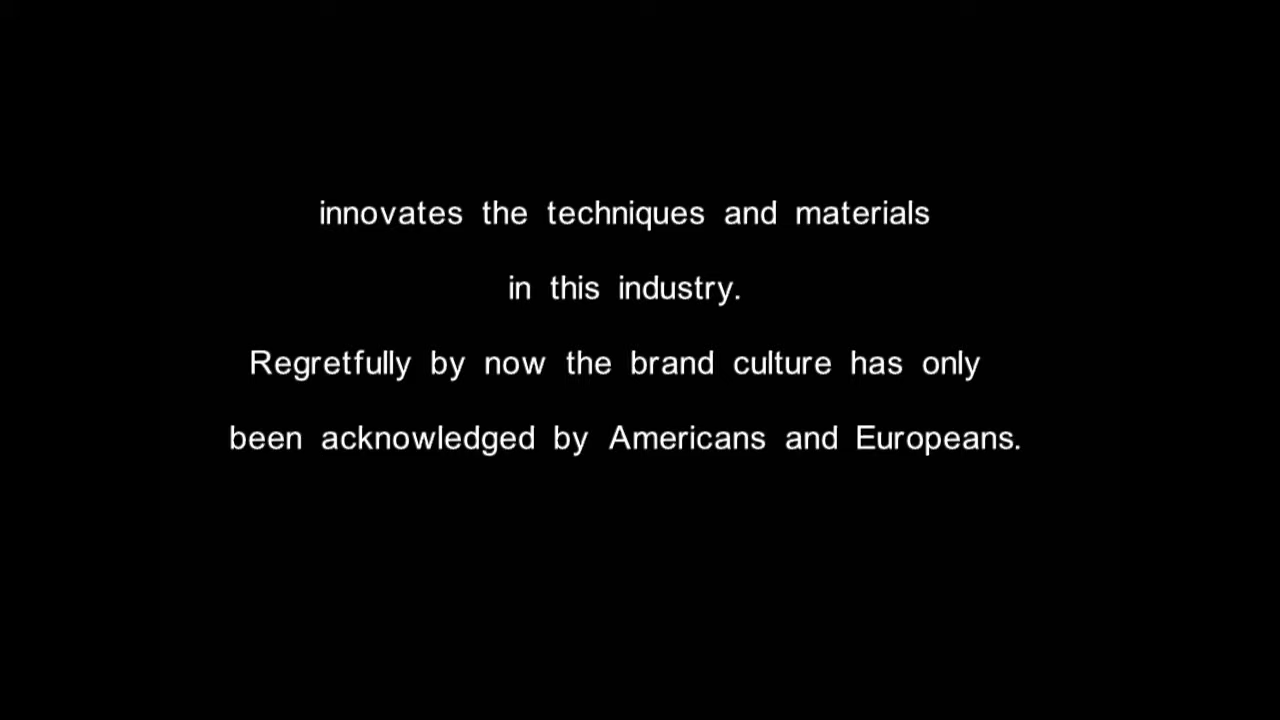 innovates the techniques and materials
in this industry.
Regretfully by now the brand culture has only
been acknowledged by Americans and Europeans.